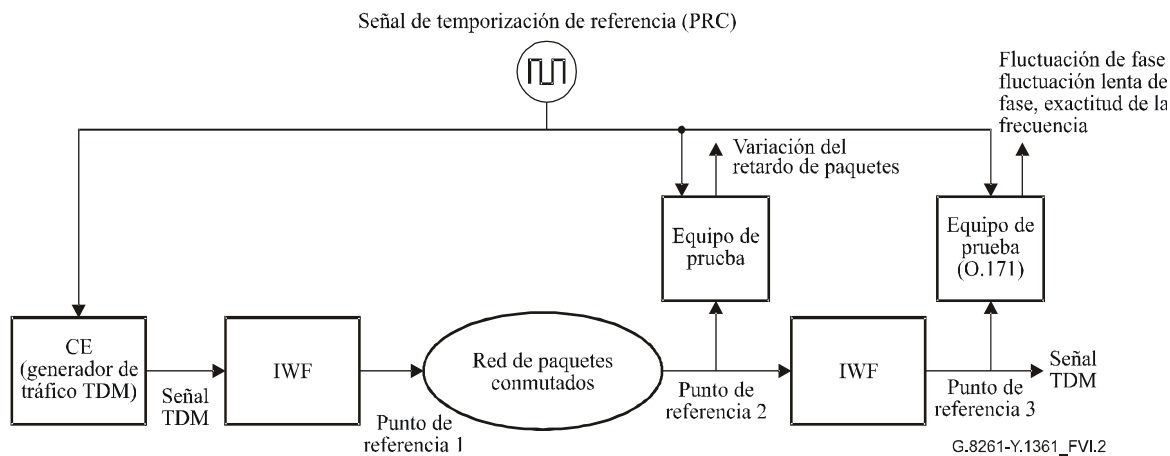 Señal de temporización de referencia (PRC)
Fluctuación de fase
fluctuación lenta de
fase, exactitud de la
frecuencia
Variación del
retardo de paquetes
Equipo de
prueba
Equipo de
prueba
(O.171)
CE
(generador de
tráfico TDM)
Señal
TDM
IWF
Punto de
referencia 1
Red de paquetes
conmutados
Punto de
referencia 2
IWF
Punto de
referencia 3
Señal
TDM
G.8261-Y.1361_FVI.2